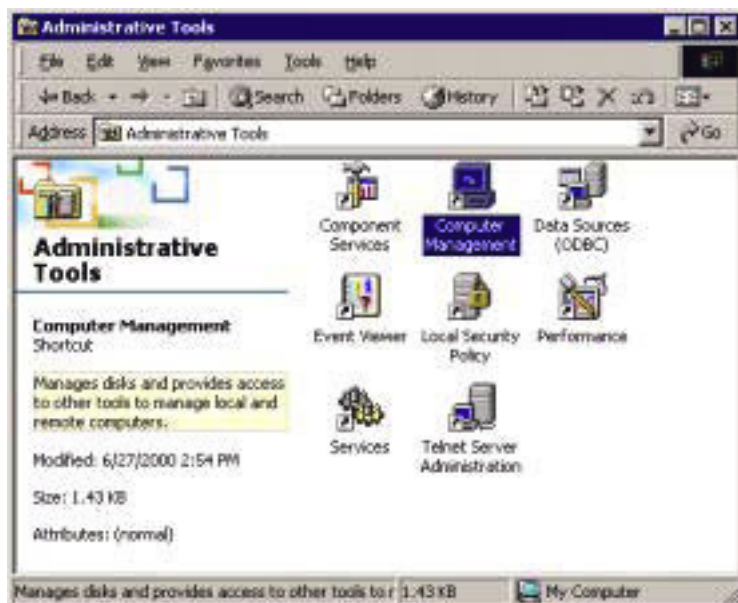 Administrative Tools
File Edit View Favorites Tools Help
Back Search Folders History
Address Administrative Tools Go
Administrative
Tools
Computer Management
Shortcut
Manages disks and provides access
to other tools to manage local and
remote computers.
Modified: 6/27/2000 2:54 PM
Size: 1.43 KB
Attributes: (normal)
Component
Services
Computer
Management
Data Sources
(ODBC)
Event Viewer
Local Security
Policy
Performance
Services
Telnet Server
Administration
Manages disks and provides access to other tools to r 1.43 KB My Computer